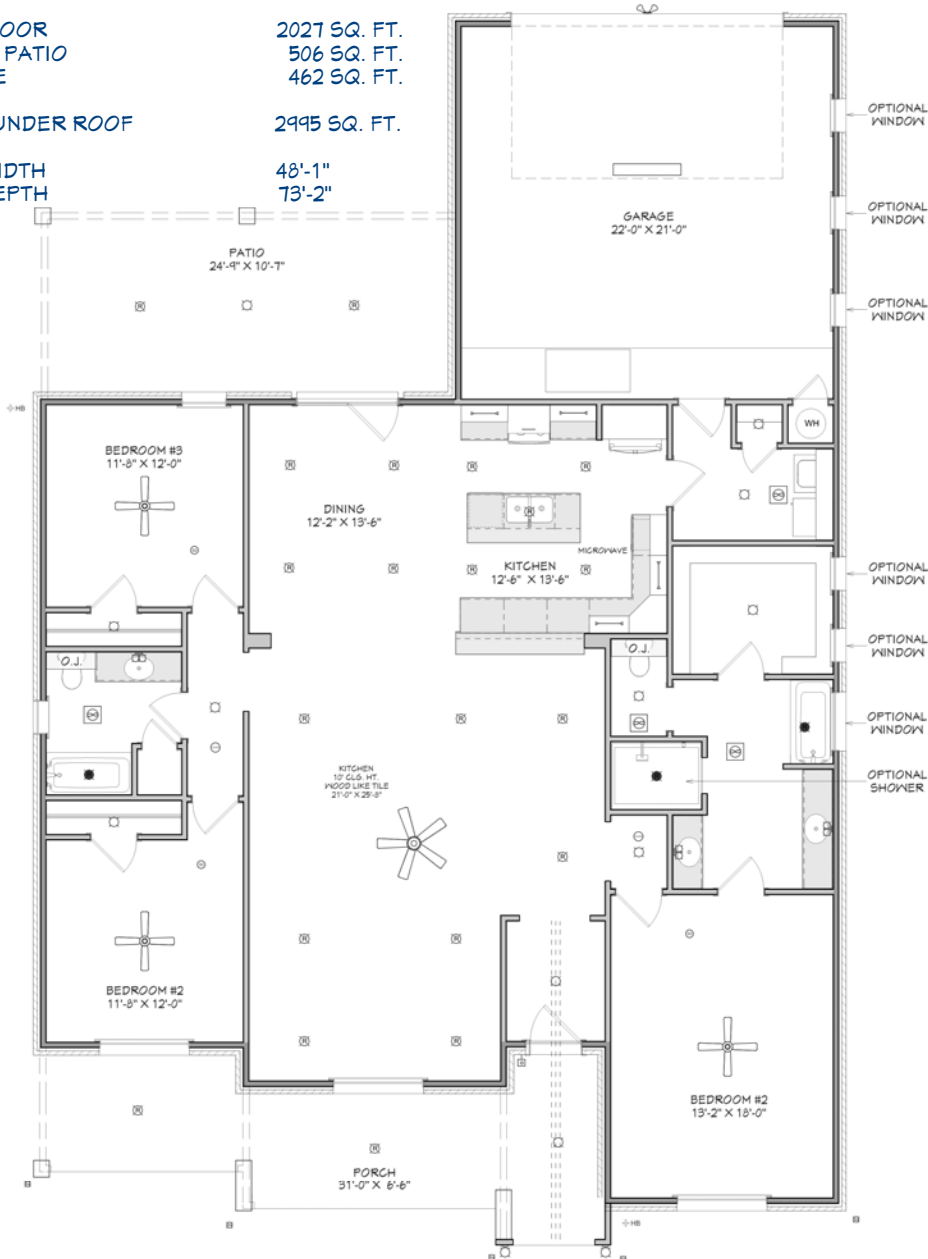 OOR 2027 SQ. FT.
PATIO 506 SQ. FT.
E 462 SQ. FT.
UNDER ROOF 2995 SQ. FT.
IDTH 48'-1"
EPTH 73'-2"
OPTIONAL
WINDOW
OPTIONAL
WINDOW
GARAGE
22'-0" X 21'-0"
PATIO
24'-9" X 10'-7"
OPTIONAL
WINDOW
HB
WH
BEDROOM #3
11'-8" X 12'-0"
DINING
12'-2" X 13'-6"
MICROWAVE
KITCHEN
12'-6" X 13'-6"
OPTIONAL
WINDOW
OPTIONAL
WINDOW
O.J.
O.J.
OPTIONAL
WINDOW
KITCHEN
10' CLG. HT.
WOOD LIKE TILE
21'-0" X 25'-8"
OPTIONAL
SHOWER
BEDROOM #2
11'-8" X 12'-0"
BEDROOM #2
13'-2" X 18'-0"
PORCH
31'-0" X 6'-6"
HB